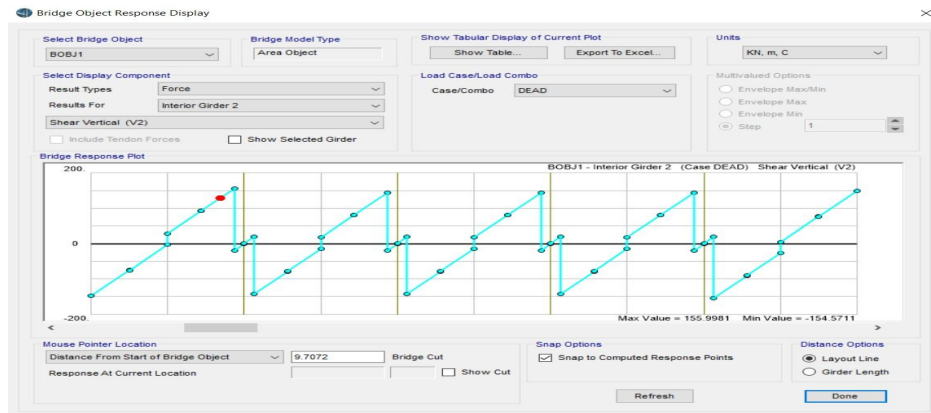 Bridge Object Response Display
Select Bridge Object
BOBJ1
Bridge Model Type
Area Object
Show Tabular Display of Current Plot
Show Table...
Export To Excel...
Units
KN, m, C
Select Display Component
Result Types
Force
Results For
Interior Girder 2
Shear Vertical (V2)
Include Tendon Forces
Show Selected Girder
Load Case/Load Combo
Case/Combo
DEAD
Multivalued Options
Envelope Max/Min
Envelope Max
Envelope Min
Step
1
Bridge Response Plot
200.
BOBJ1 - Interior Girder 2 (Case DEAD) Shear Vertical (V2)
0
-200.
Max Value = 155.9981 Min Value = -154.5711
Mouse Pointer Location
Distance From Start of Bridge Object
9.7072
Bridge Cut
Response At Current Location
Show Cut
Snap Options
Snap to Computed Response Points
Distance Options
Layout Line
Girder Length
Refresh
Done